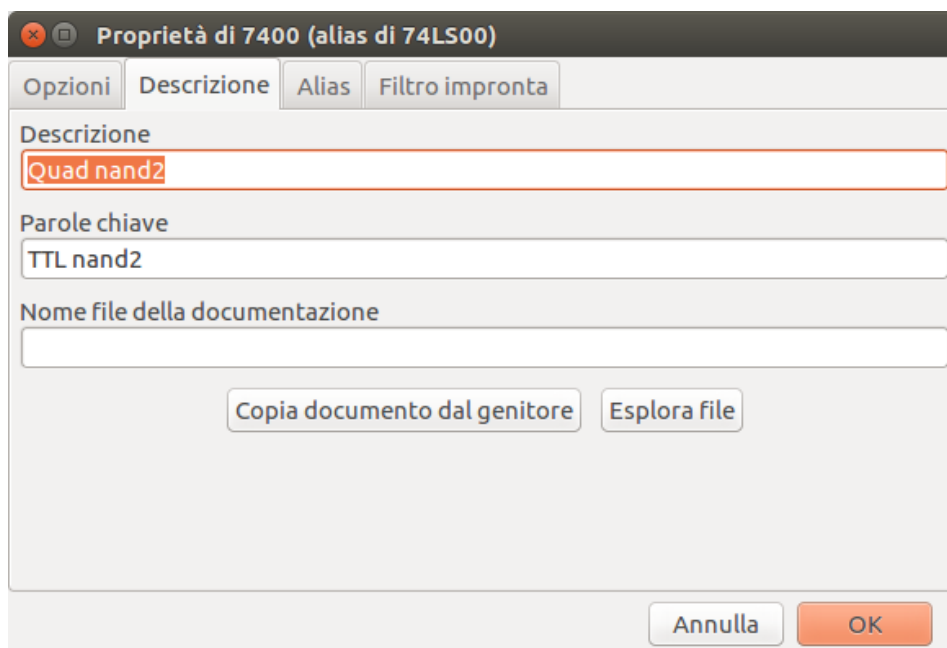 Proprietà di 7400 (alias di 74LS00)
Opzioni Descrizione Alias Filtro impronta
Descrizione
Quad nand2
Parole chiave
TTL nand2
Nome file della documentazione
Copia documento dal genitore Esplora file
Annulla OK